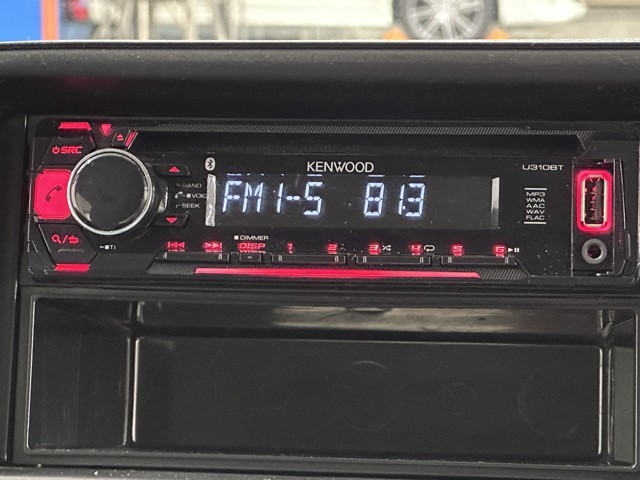 SRC
KENWOOD
U310BT
BAND
VOICE
SEEK
FM1-5 81.3
MP3
WMA
AAC
WAV
FLAC
DIMMER
DISP 1 2 3 4 5 6
TI